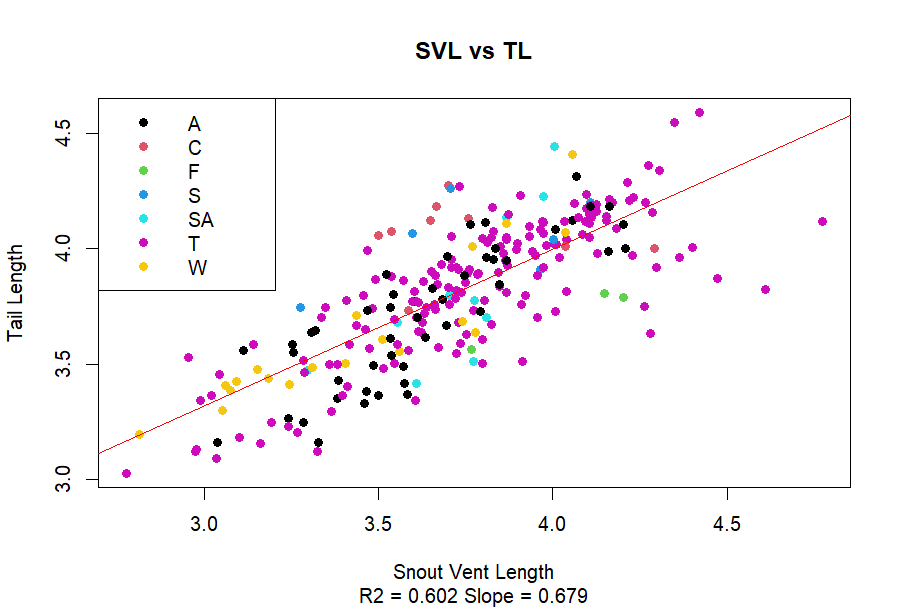 SVL vs TL
A
C
F
S
SA
T
W
Tail Length
4.5
4.0
3.5
3.0
3.0 3.5 4.0 4.5
Snout Vent Length
R2 = 0.602 Slope = 0.679